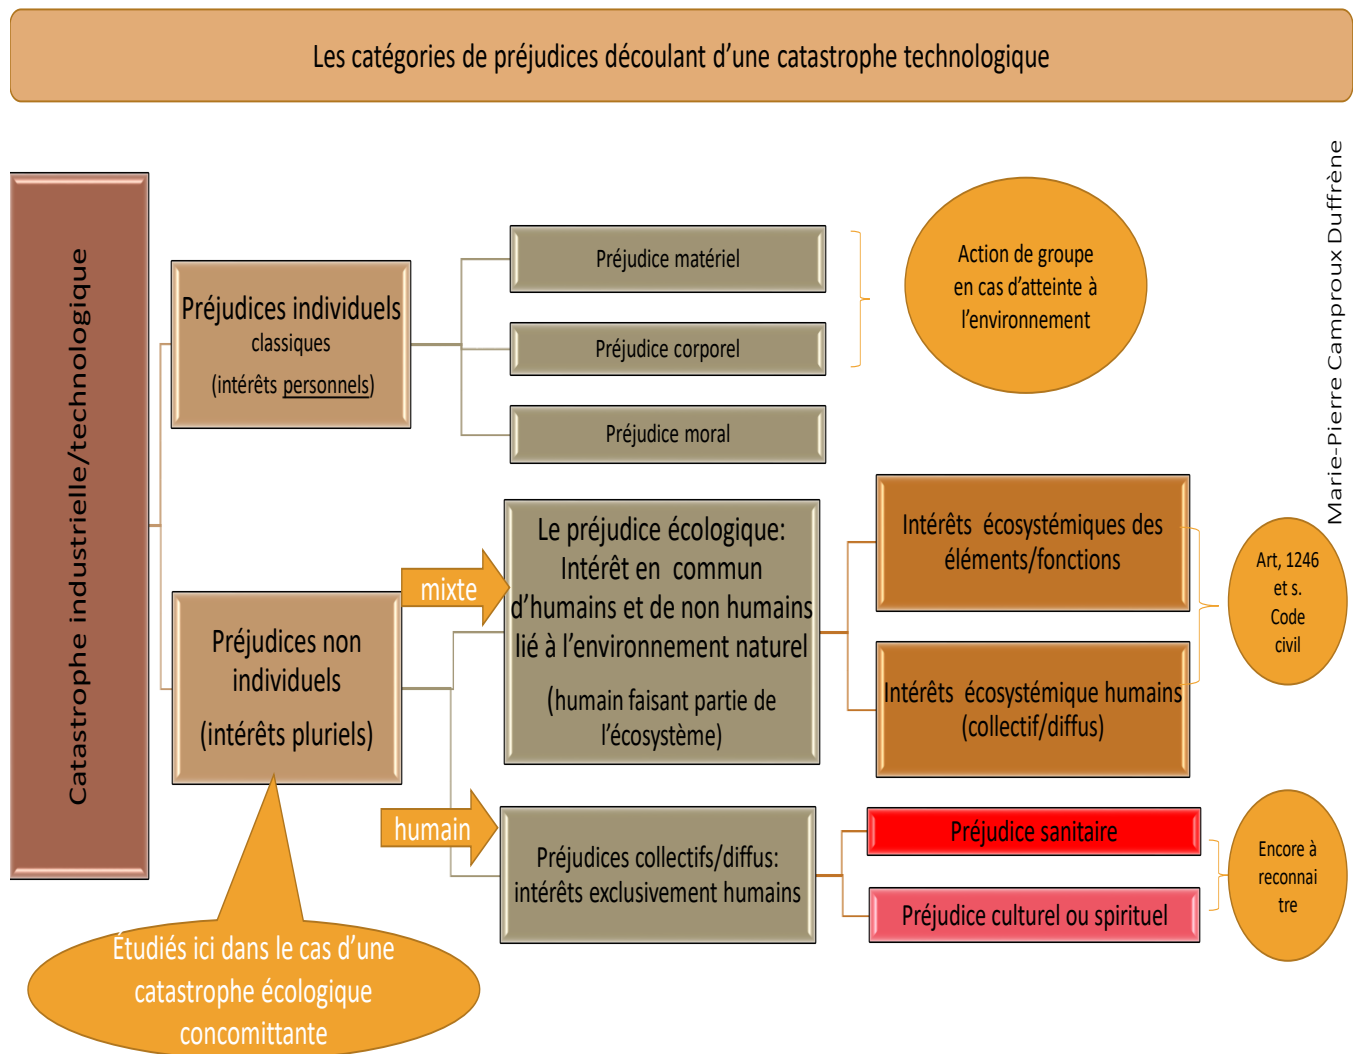 Les catégories de préjudices découlant d’une catastrophe technologique
Marie-Pierre Camproux Duffrène
Catastrophe industrielle/technologique
Préjudices individuels
classiques
(intérêts personnels)
Préjudice matériel
Préjudice corporel
Préjudice moral
Action de groupe
en cas d’atteinte à
l’environnement
Préjudices non
individuels
(intérêts pluriels)
mixte
Le préjudice écologique:
Intérêt en commun
d’humains et de non humains
lié à l’environnement naturel
(humain faisant partie de
l’écosystème)
Intérêts écosystémiques des
éléments/fonctions
Intérêts écosystémique humains
(collectif/diffus)
Art, 1246
et s.
Code
civil
humain
Préjudices collectifs/diffus:
intérêts exclusivement humains
Préjudice sanitaire
Préjudice culturel ou spirituel
Encore à
reconnai
tre
Étudiés ici dans le cas d’une
catastrophe écologique
concomittante